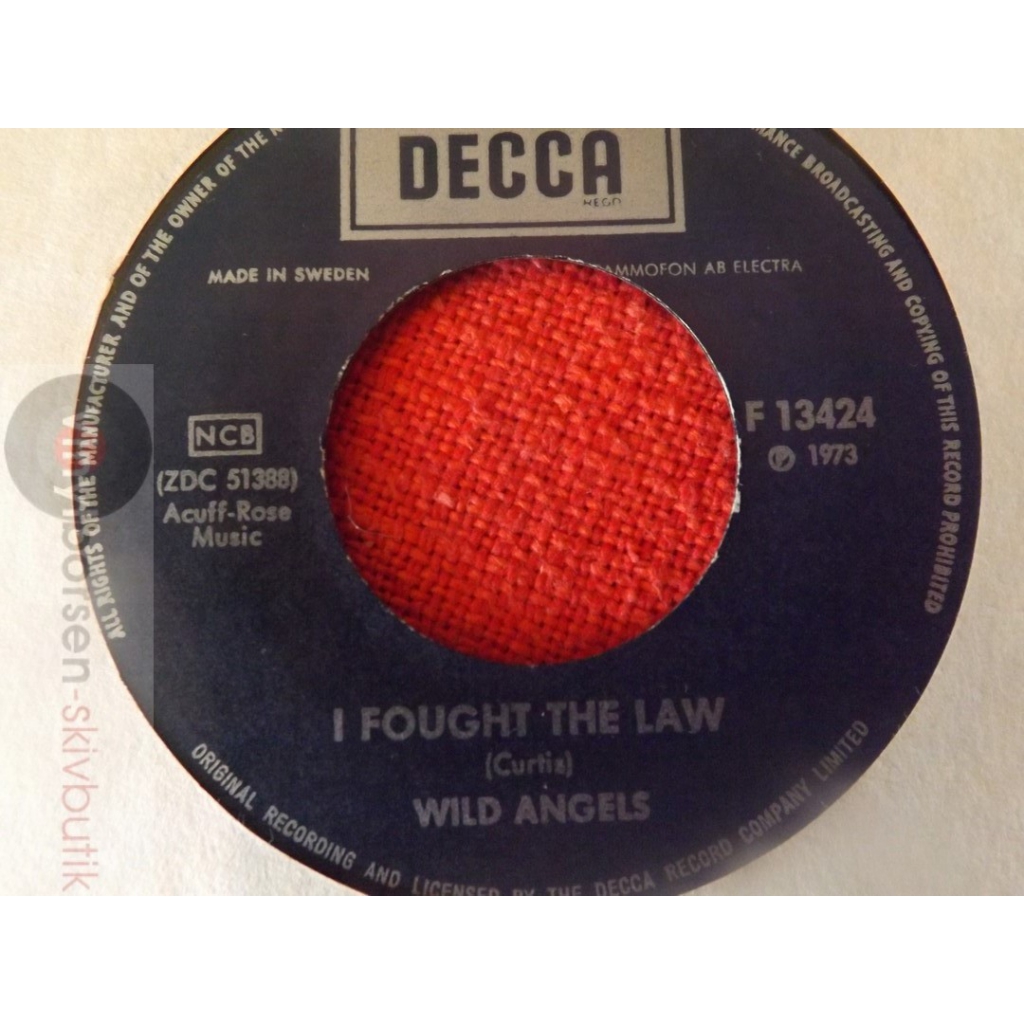 DECCA
REGD
MADE IN SWEDEN
AB ELECTRA
NCB
(ZDC 51388)
Acuff-Rose
Music
F 13424
℗ 1973
I FOUGHT THE LAW
(Curtis)
WILD ANGELS
ALL RIGHTS OF THE MANUFACTURER AND OF THE OWNER OF THE
BROADCASTING AND COPYING OF THIS RECORD PROHIBITED
ORIGINAL RECORDING AND LICENSED BY THE DECCA RECORD COMPANY LIMITED
vinylborsen-skivbutik